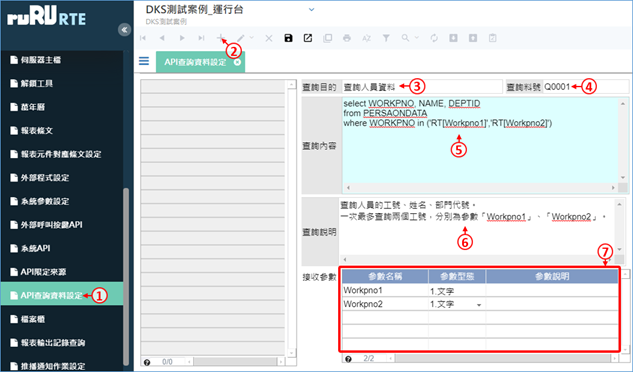 ruRU RTE
DKS測試案例_運行台
DKS測試案例
②
伺服器主檔
解鎖工具
萬年曆
報表條文
報表元件對應條文設定
外部程式設定
系統參數設定
外部呼叫按鍵API
系統API
API限定來源
API查詢資料設定 ①
檔案櫃
報表輸出記錄查詢
推播通知作業設定
API查詢資料設定
0/0
查詢目的 查詢人員資料 ③ 查詢料號 Q0001 ④
查詢內容
select WORKPNO, NAME, DEPTID
from PERSAONDATA
where WORKPNO in ('RT[Workpno1]','RT[Workpno2]')
⑤
查詢說明
查詢人員的工號、姓名、部門代號。
一次最多查詢兩個工號，分別為參數「Workpno1」、「Workpno2」。
⑥
⑦
接收參數
參數名稱 參數型態 參數說明
Workpno1 1.文字
Workpno2 1.文字
2/2